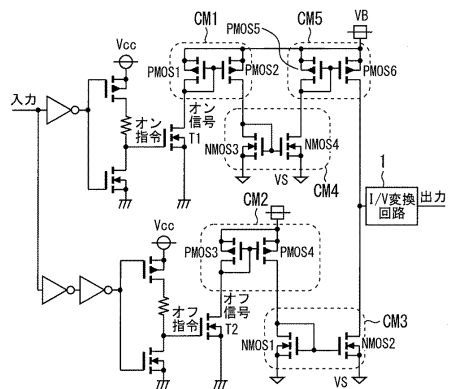 CM1
CM5
VB
PMOS5
Vcc
PMOS1
PMOS2
PMOS6
入力
オン
指令
オン
信号
T1
NMOS3
NMOS4
VS
CM4
1
I/V変換
回路
出力
Vcc
CM2
PMOS3
PMOS4
オフ
指令
オフ
信号
T2
CM3
NMOS1
NMOS2
VS